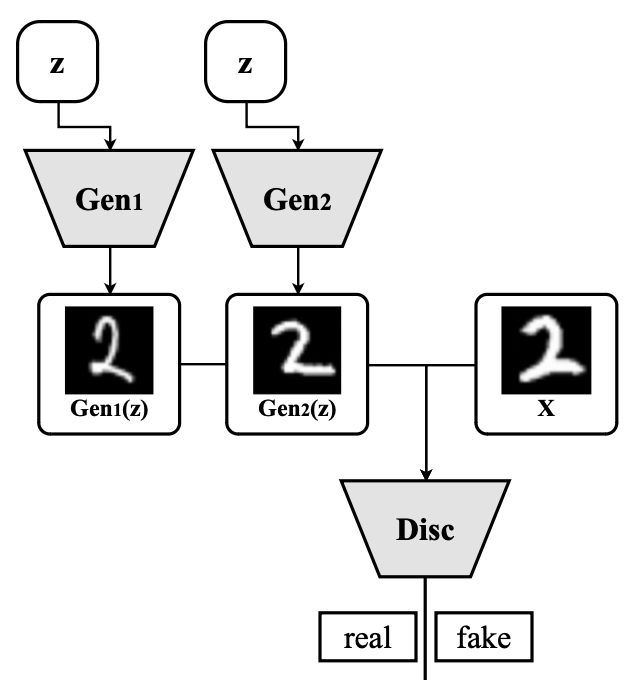 z z
Gen1 Gen2
Gen1(z) Gen2(z) X
Disc
real fake